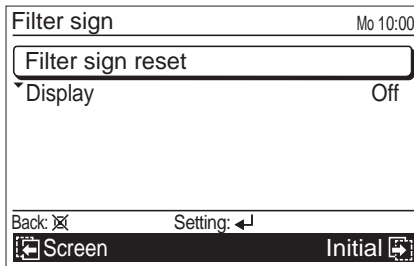 Filter sign Mo 10:00
Filter sign reset
Display Off
Back: Setting:
Screen Initial